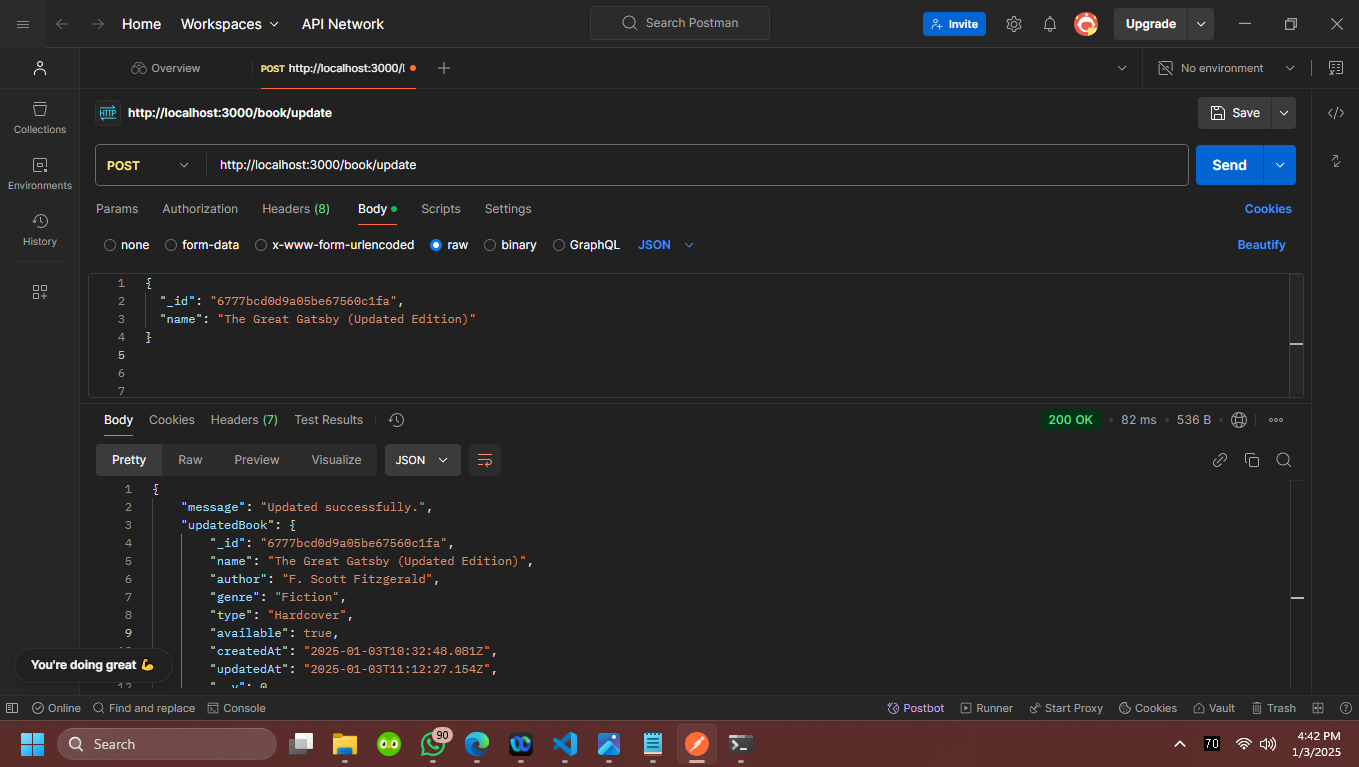 Home Workspaces API Network Search Postman Invite Upgrade
Overview POST http://localhost:3000/l No environment
HTTP http://localhost:3000/book/update Save
Collections
Environments
History
POST http://localhost:3000/book/update Send
Params Authorization Headers (8) Body Scripts Settings Cookies
none form-data x-www-form-urlencoded raw binary GraphQL JSON Beautify
1 {
2 "_id": "6777bcd0d9a05be67560c1fa",
3 "name": "The Great Gatsby (Updated Edition)"
4 }
5
6
7
Body Cookies Headers (7) Test Results 200 OK 82 ms 536 B
Pretty Raw Preview Visualize JSON
1 {
2 "message": "Updated successfully.",
3 "updatedBook": {
4 "_id": "6777bcd0d9a05be67560c1fa",
5 "name": "The Great Gatsby (Updated Edition)",
6 "author": "F. Scott Fitzgerald",
7 "genre": "Fiction",
8 "type": "Hardcover",
9 "available": true,
"createdAt": "2025-01-03T10:32:48.081Z",
"updatedAt": "2025-01-03T11:12:27.154Z",
12 "__v": 0
You're doing great 💪
Online Find and replace Console Postbot Runner Start Proxy Cookies Vault Trash
Search 90 70 4:42 PM
1/3/2025